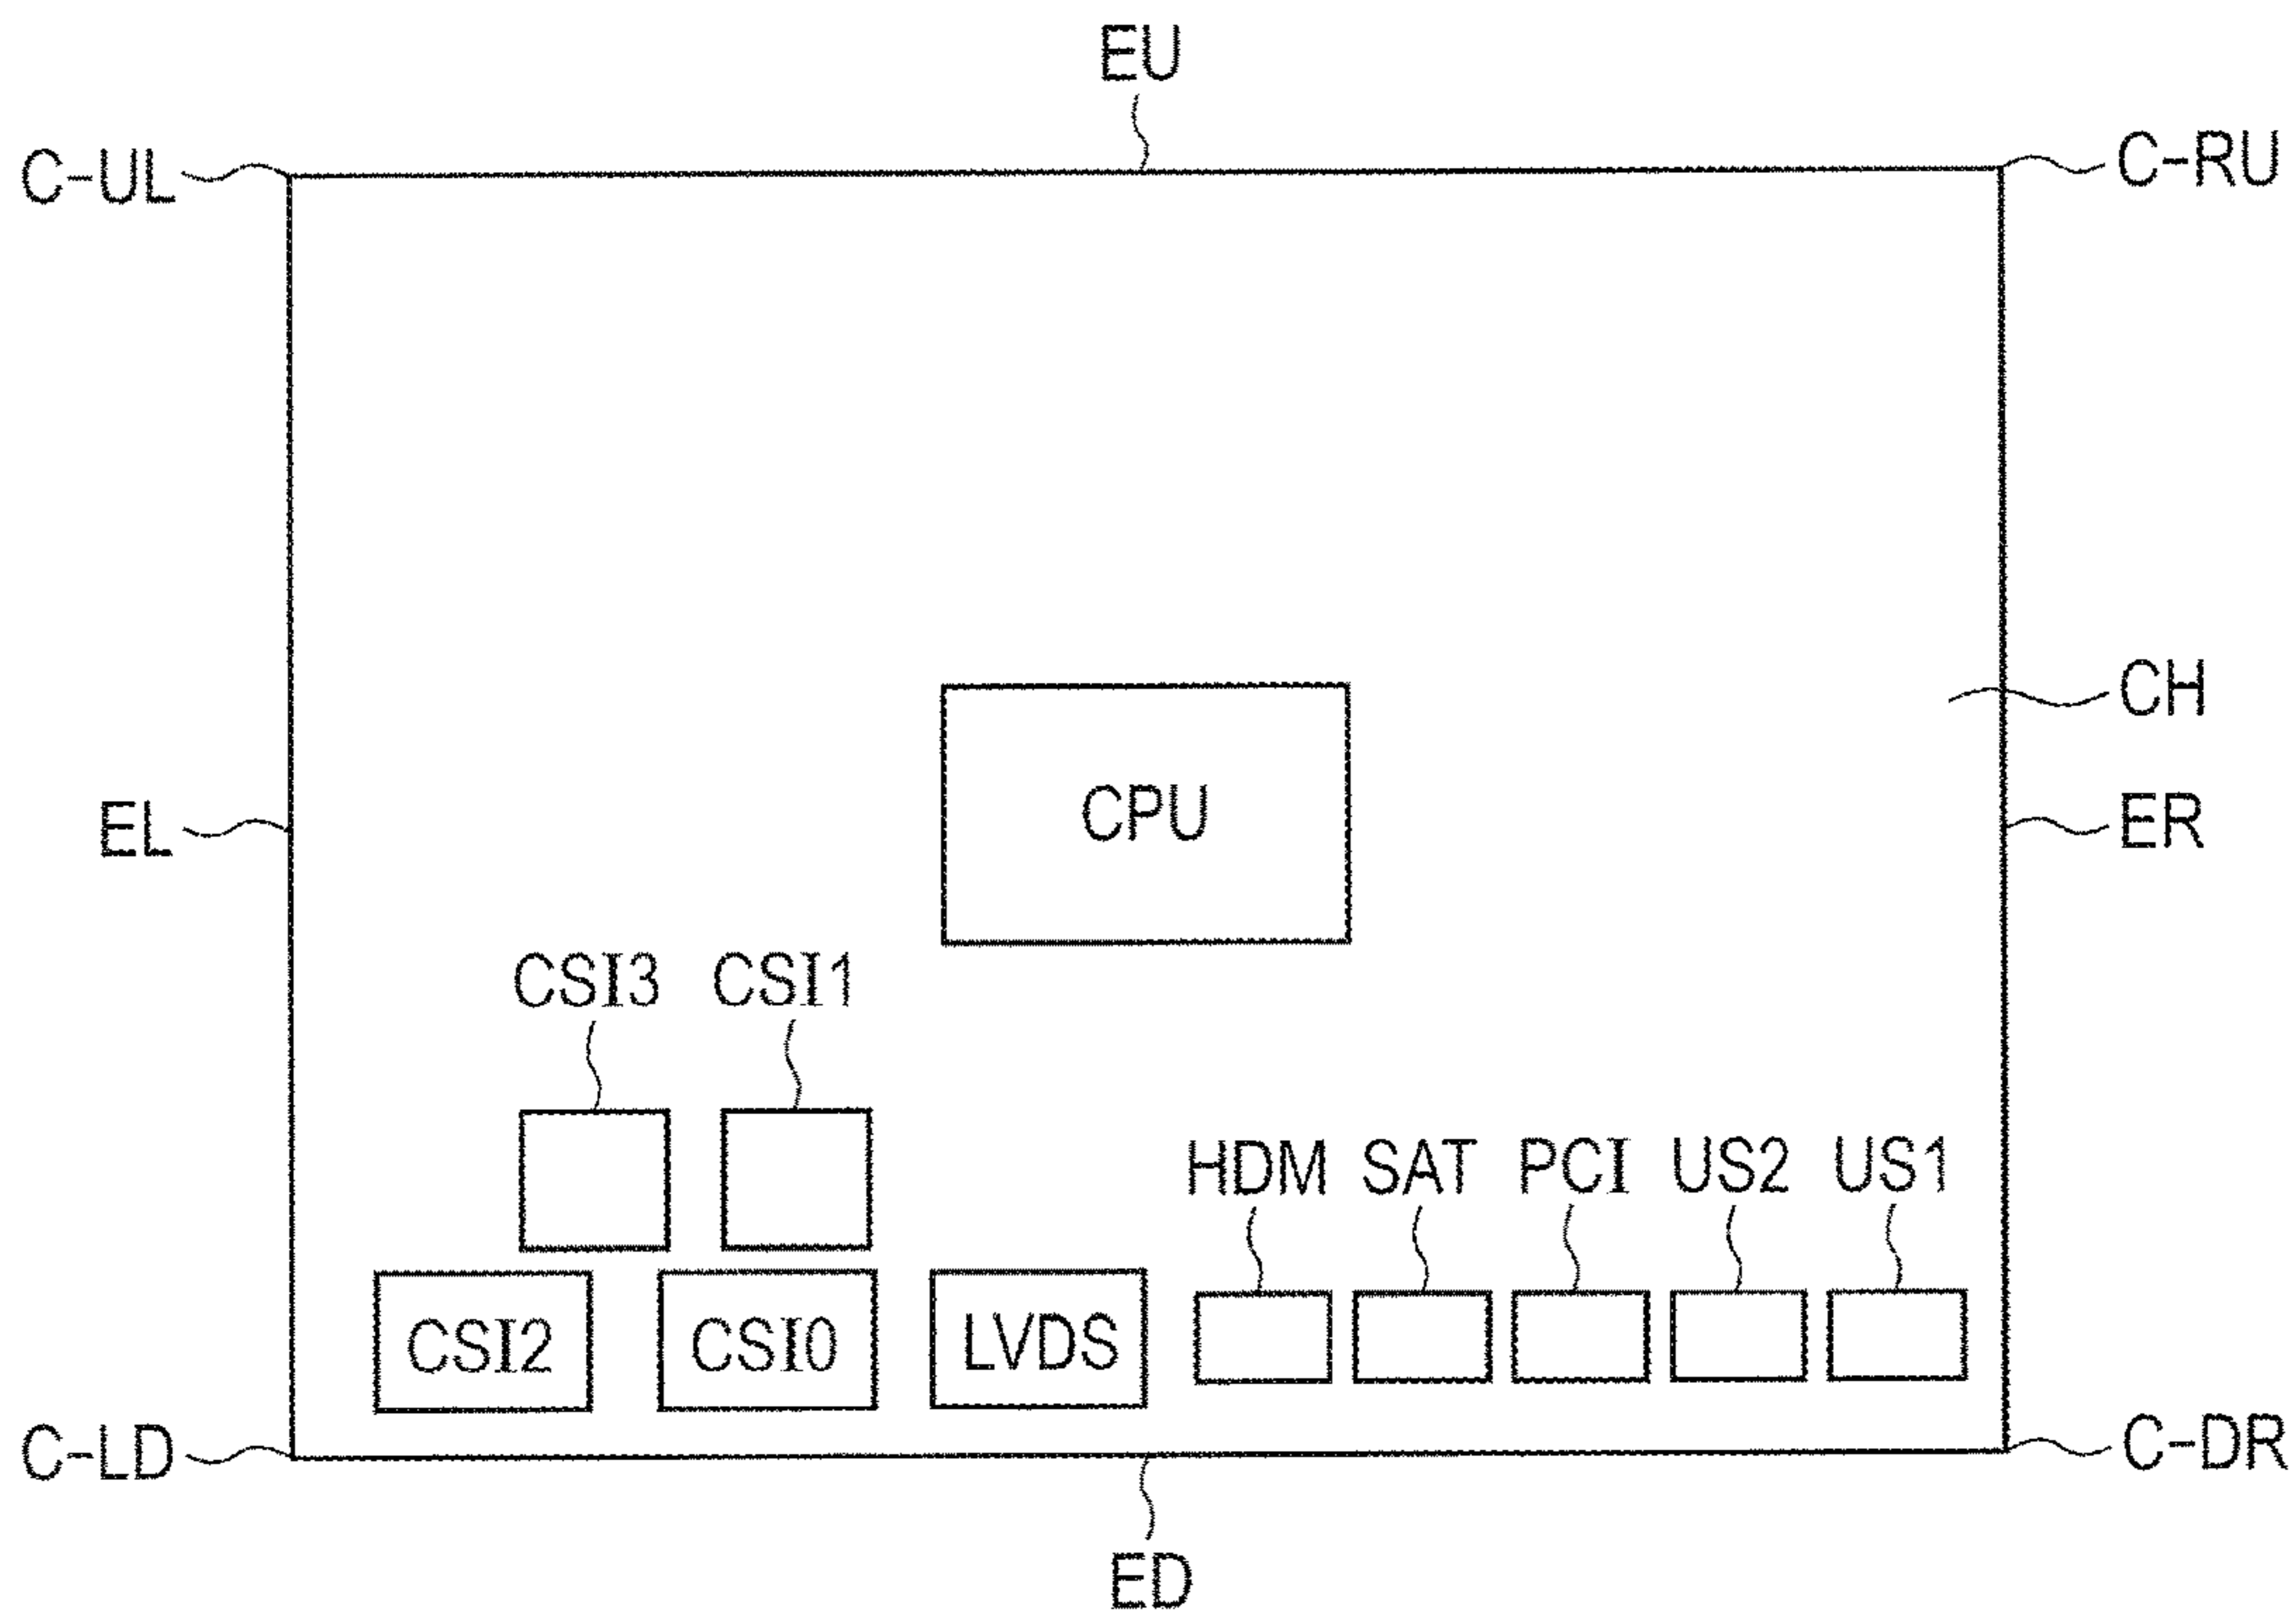 EU
C-UL
C-RU
CH
CPU
EL
ER
CSI3 CSI1
HDM SAT PCI US2 US1
CSI2 CSI0 LVDS
C-LD
C-DR
ED